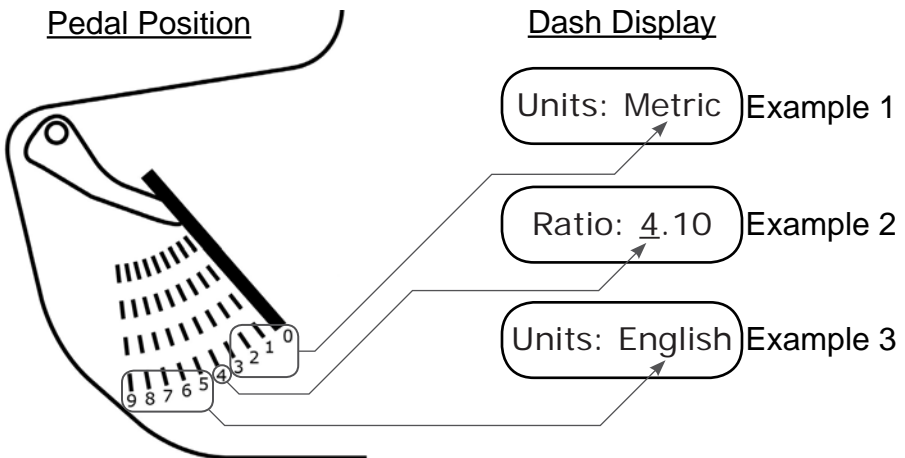 Pedal Position
Dash Display
Units: Metric Example 1
Ratio: 4.10 Example 2
Units: English Example 3
9 8 7 6 5 4 3 2 1 0